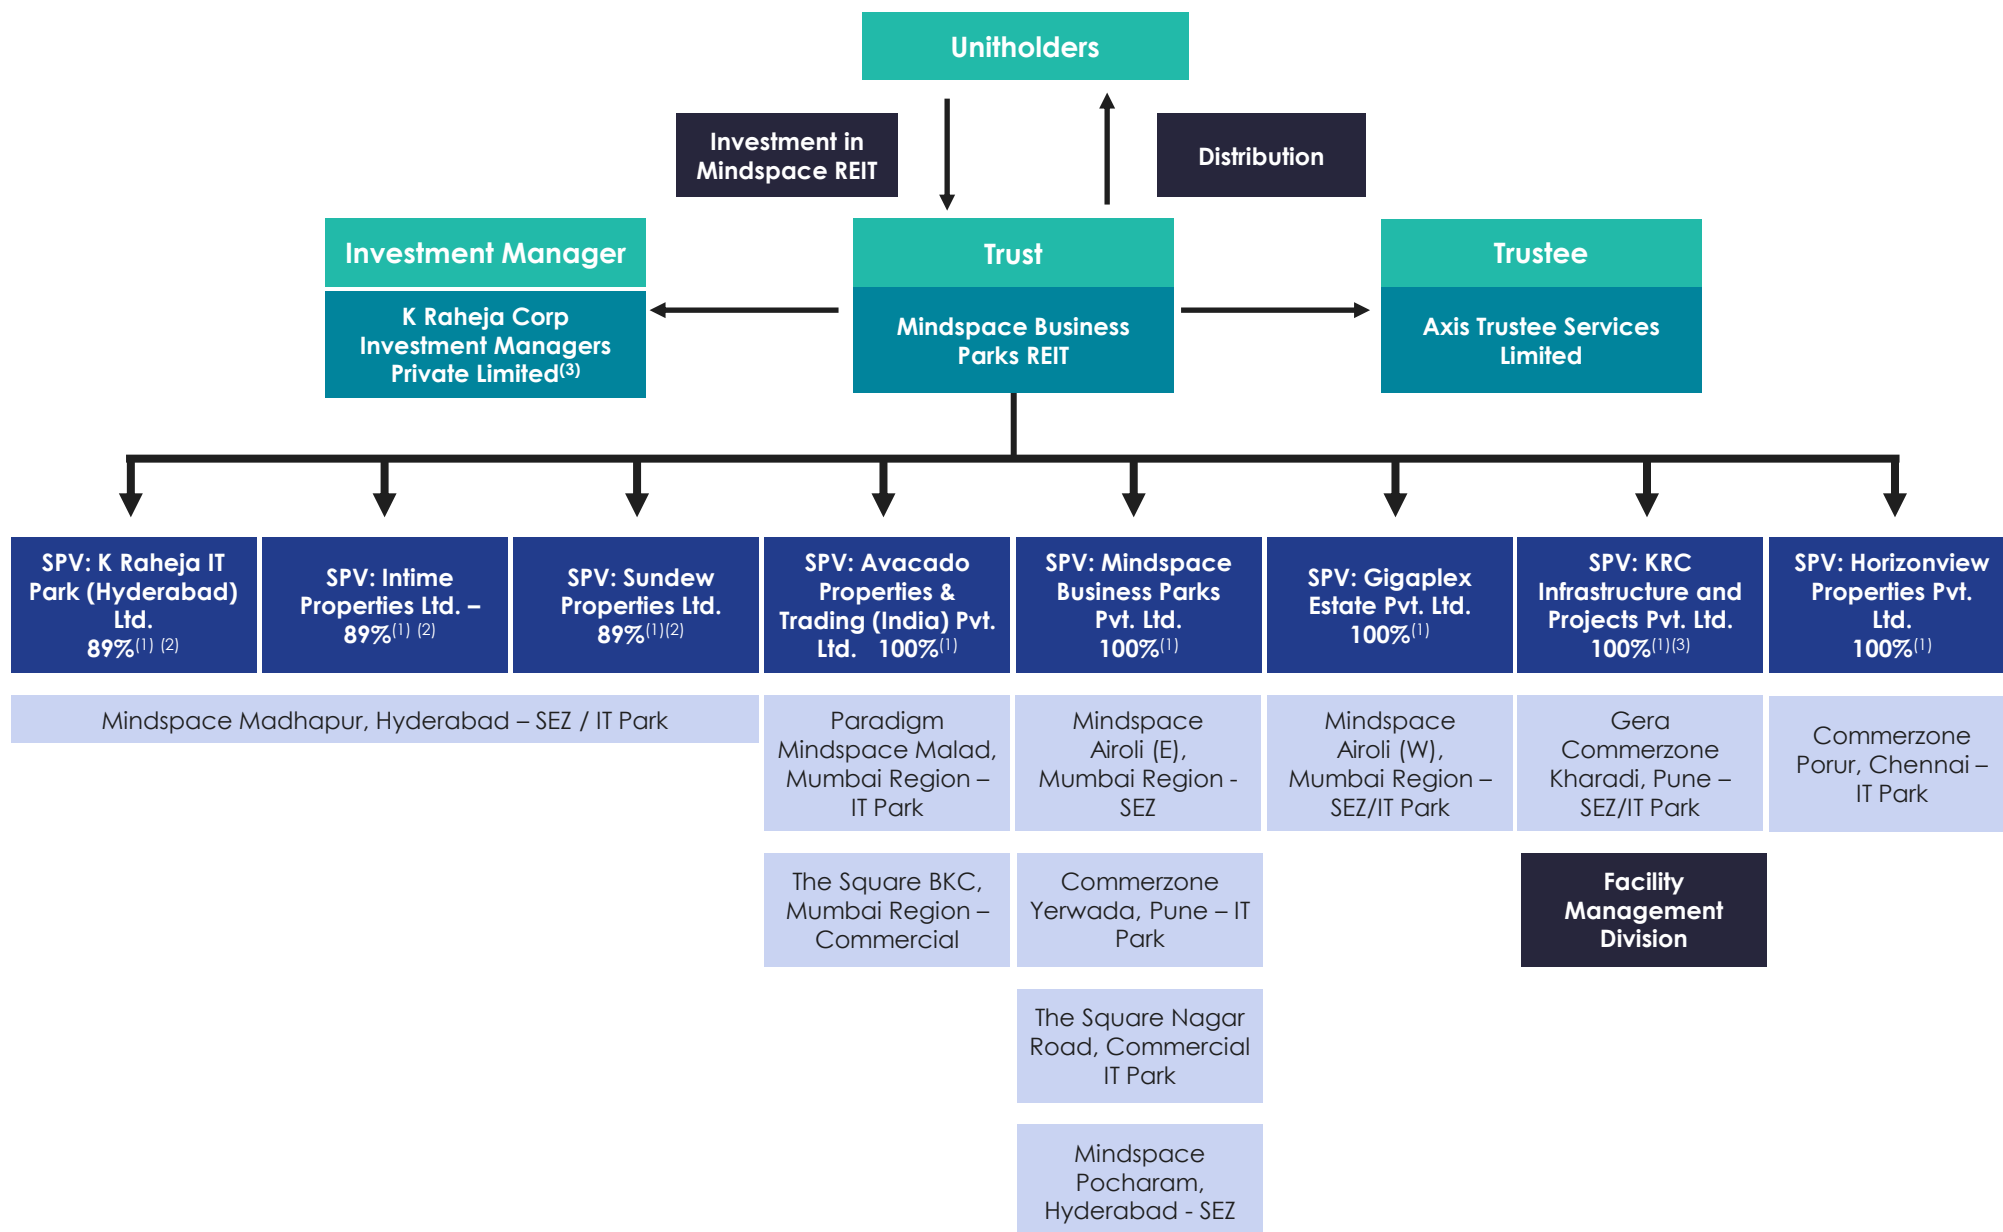 Unitholders
Investment in
Mindspace REIT
Distribution
Investment Manager
K Raheja Corp
Investment Managers
Private Limited(3)
Trust
Mindspace Business
Parks REIT
Trustee
Axis Trustee Services
Limited
SPV: K Raheja IT
Park (Hyderabad)
Ltd.
89%(1) (2)
SPV: Intime
Properties Ltd. –
89%(1) (2)
SPV: Sundew
Properties Ltd.
89%(1)(2)
SPV: Avacado
Properties &
Trading (India) Pvt.
Ltd. 100%(1)
SPV: Mindspace
Business Parks
Pvt. Ltd.
100%(1)
SPV: Gigaplex
Estate Pvt. Ltd.
100%(1)
SPV: KRC
Infrastructure and
Projects Pvt. Ltd.
100%(1)(3)
SPV: Horizonview
Properties Pvt.
Ltd.
100%(1)
Mindspace Madhapur, Hyderabad – SEZ / IT Park
Paradigm
Mindspace Malad,
Mumbai Region –
IT Park
Mindspace
Airoli (E),
Mumbai Region -
SEZ
Mindspace
Airoli (W),
Mumbai Region –
SEZ/IT Park
Gera
Commerzone
Kharadi, Pune –
SEZ/IT Park
Commerzone
Porur, Chennai –
IT Park
The Square BKC,
Mumbai Region –
Commercial
Commerzone
Yerwada, Pune – IT
Park
Facility
Management
Division
The Square Nagar
Road, Commercial
IT Park
Mindspace
Pocharam,
Hyderabad - SEZ